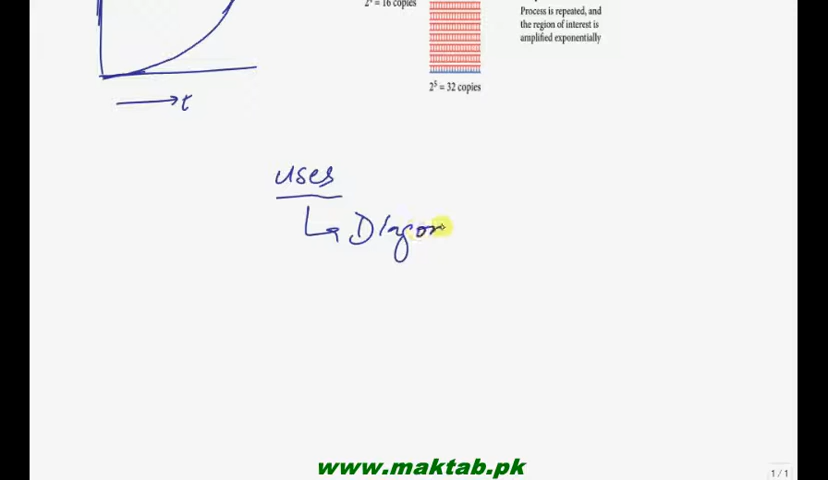 2⁴ = 16 copies
Process is repeated, and
the region of interest is
amplified exponentially
2⁵ = 32 copies
t
uses
Diagon
www.maktab.pk
1 / 1